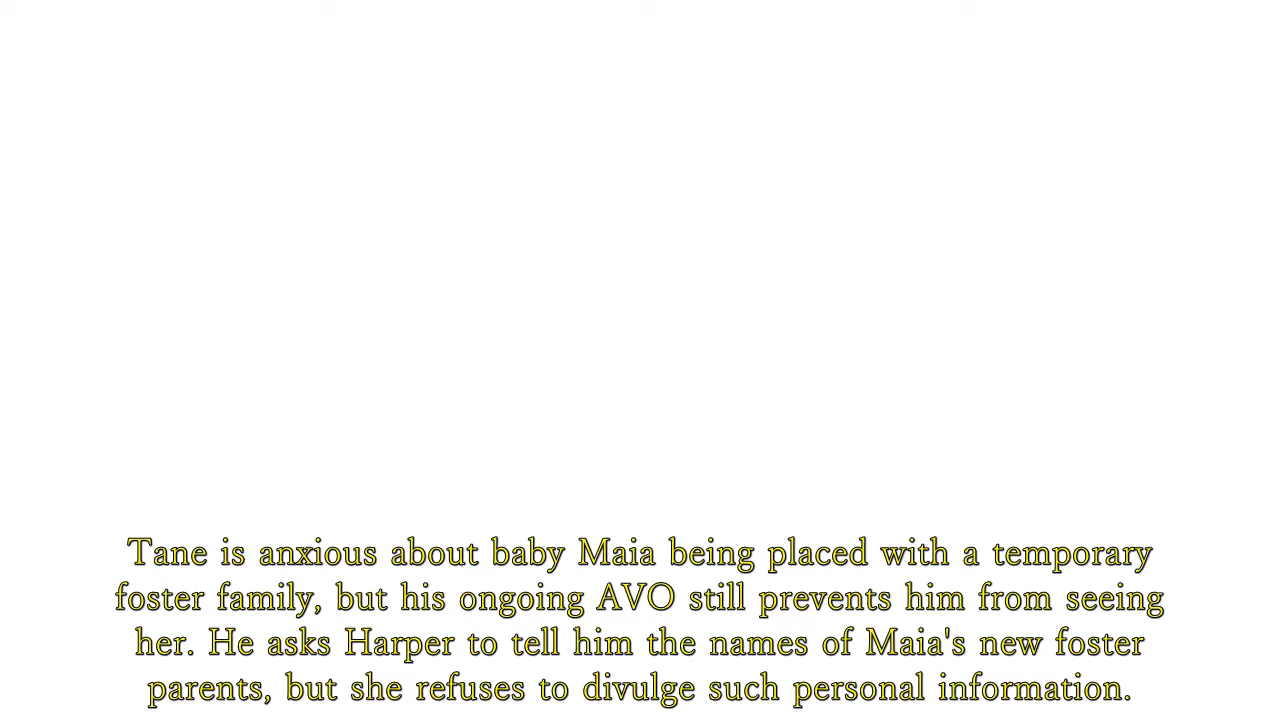 Tane is anxious about baby Maia being placed with a temporary
foster family, but his ongoing AVO still prevents him from seeing
her. He asks Harper to tell him the names of Maia's new foster
parents, but she refuses to divulge such personal information.